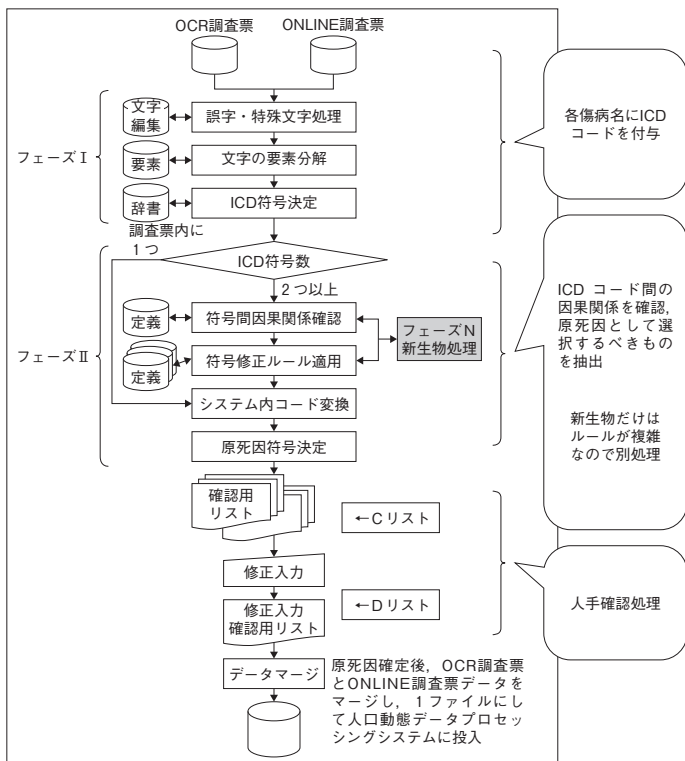 OCR調査票
ONLINE調査票
フェーズⅠ
文字
編集
誤字・特殊文字処理
要素
文字の要素分解
辞書
ICD符号決定
各傷病名にICD
コードを付与
調査票内に
1つ
ICD符号数
2つ以上
フェーズⅡ
定義
符号間因果関係確認
定義
符号修正ルール適用
フェーズN
新生物処理
システム内コード変換
原死因符号決定
ICD コード間の
因果関係を確認,
原死因として選
択するべきもの
を抽出
新生物だけは
ルールが複雑
なので別処理
確認用
リスト
←Cリスト
修正入力
修正入力
確認用リスト
←Dリスト
人手確認処理
データマージ
原死因確定後，OCR調査票
とONLINE調査票データを
マージし，1ファイルにし
て人口動態データプロセッ
シングシステムに投入